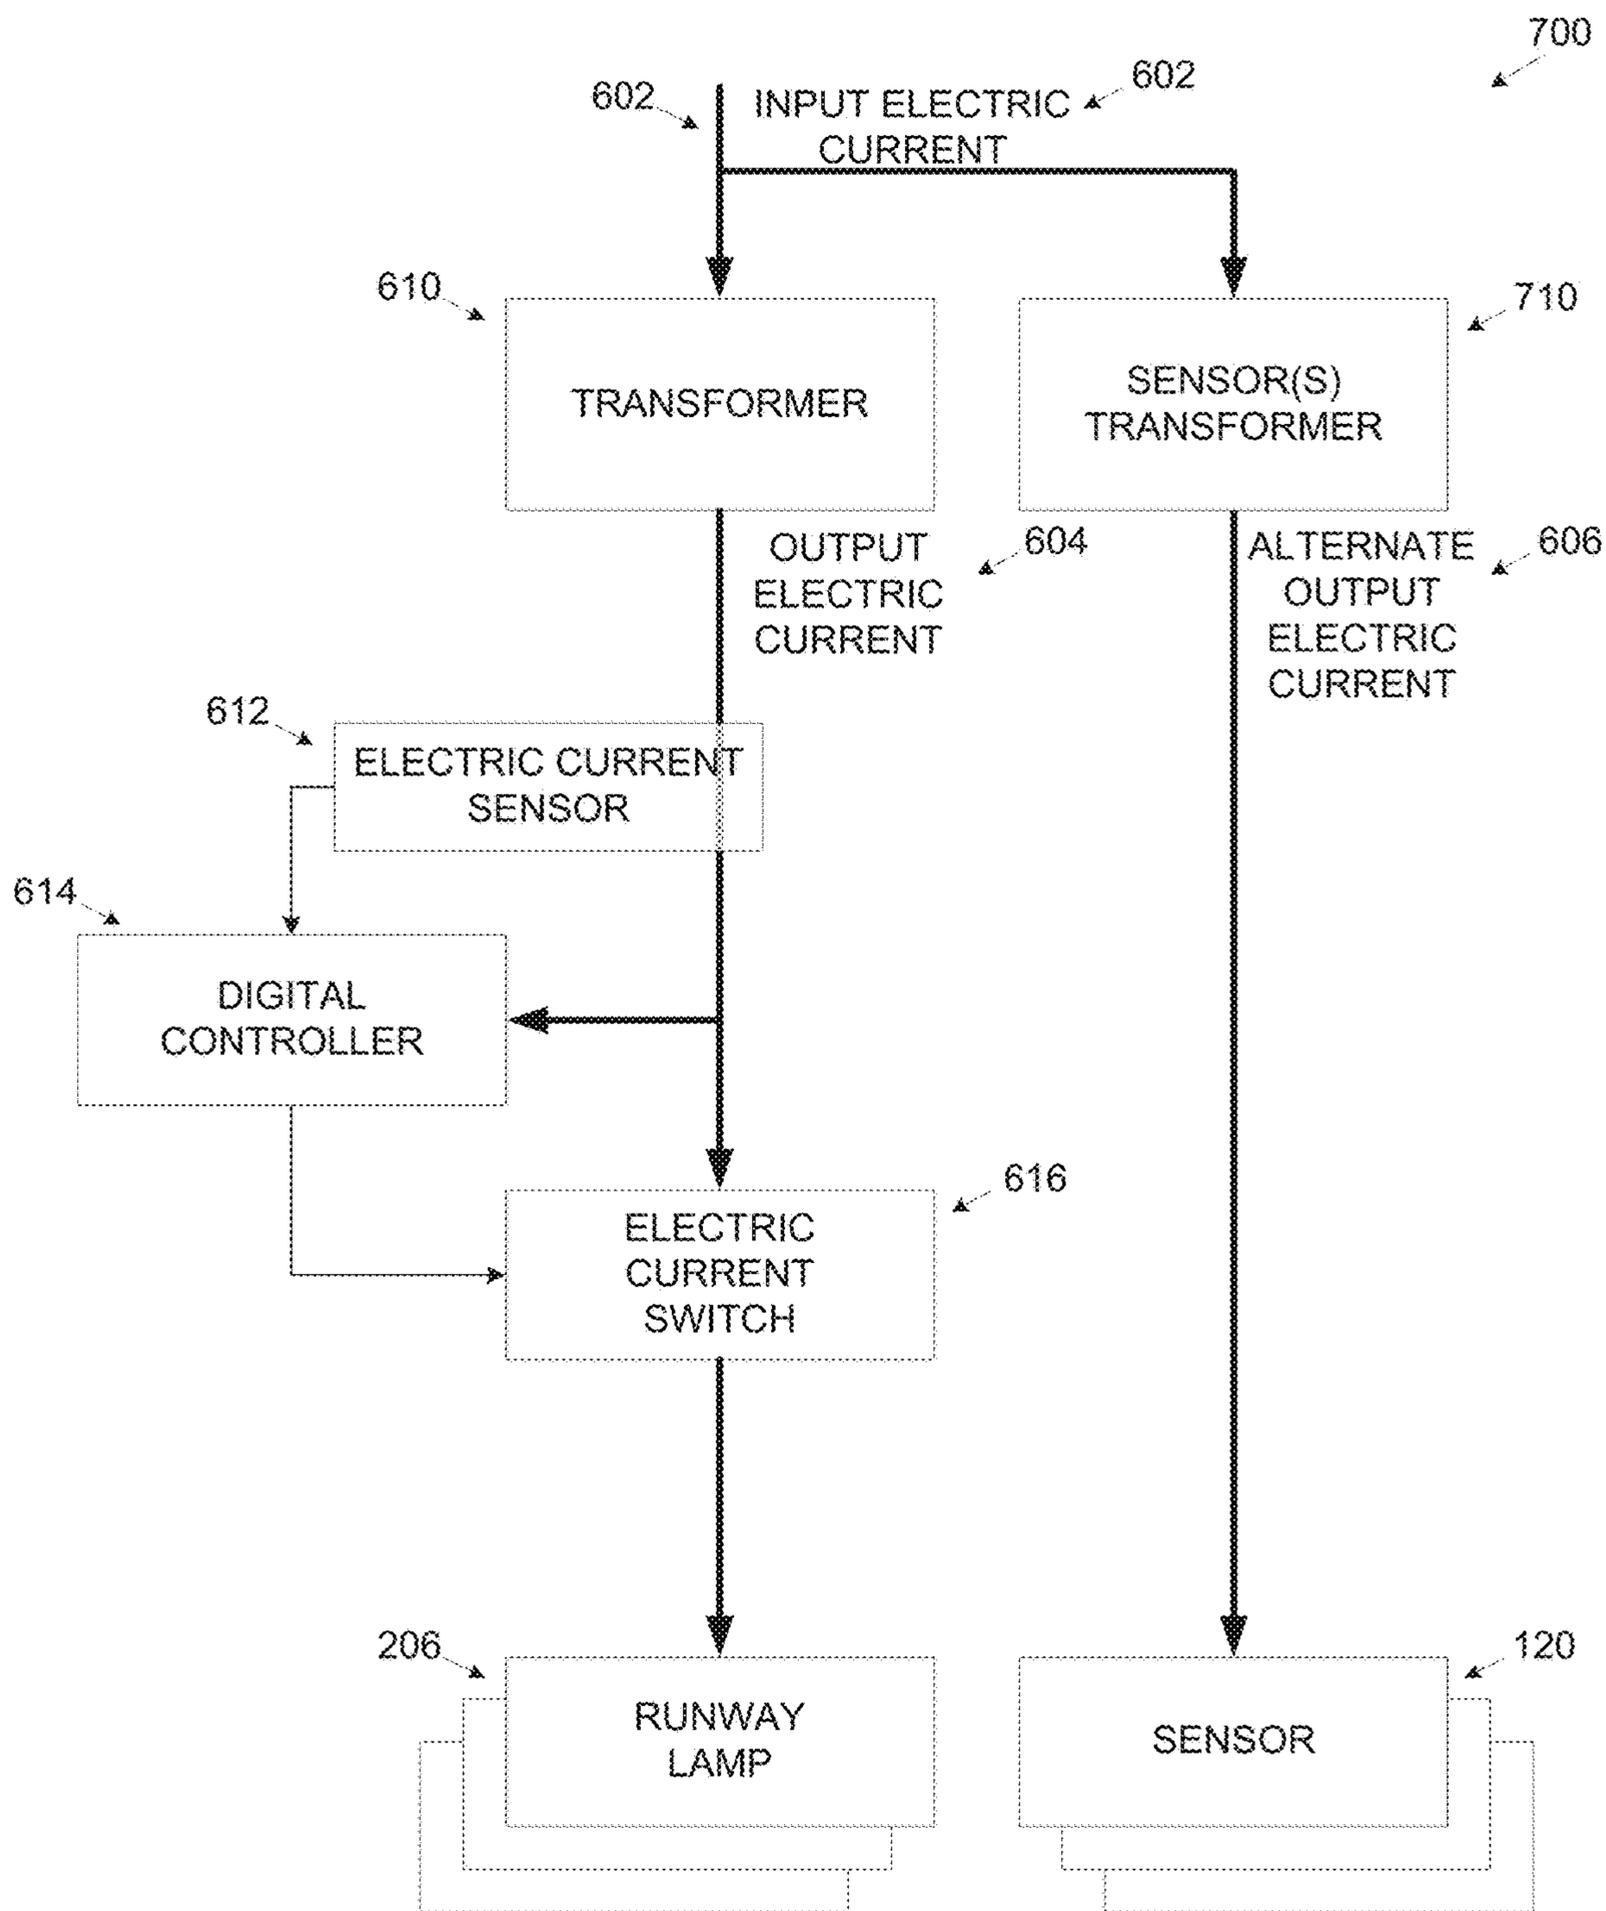 700
602
602
INPUT ELECTRIC
CURRENT
610
710
TRANSFORMER
SENSOR(S)
TRANSFORMER
OUTPUT
ELECTRIC
CURRENT
604
ALTERNATE
OUTPUT
ELECTRIC
CURRENT
606
612
ELECTRIC CURRENT
SENSOR
614
DIGITAL
CONTROLLER
616
ELECTRIC
CURRENT
SWITCH
206
RUNWAY
LAMP
120
SENSOR